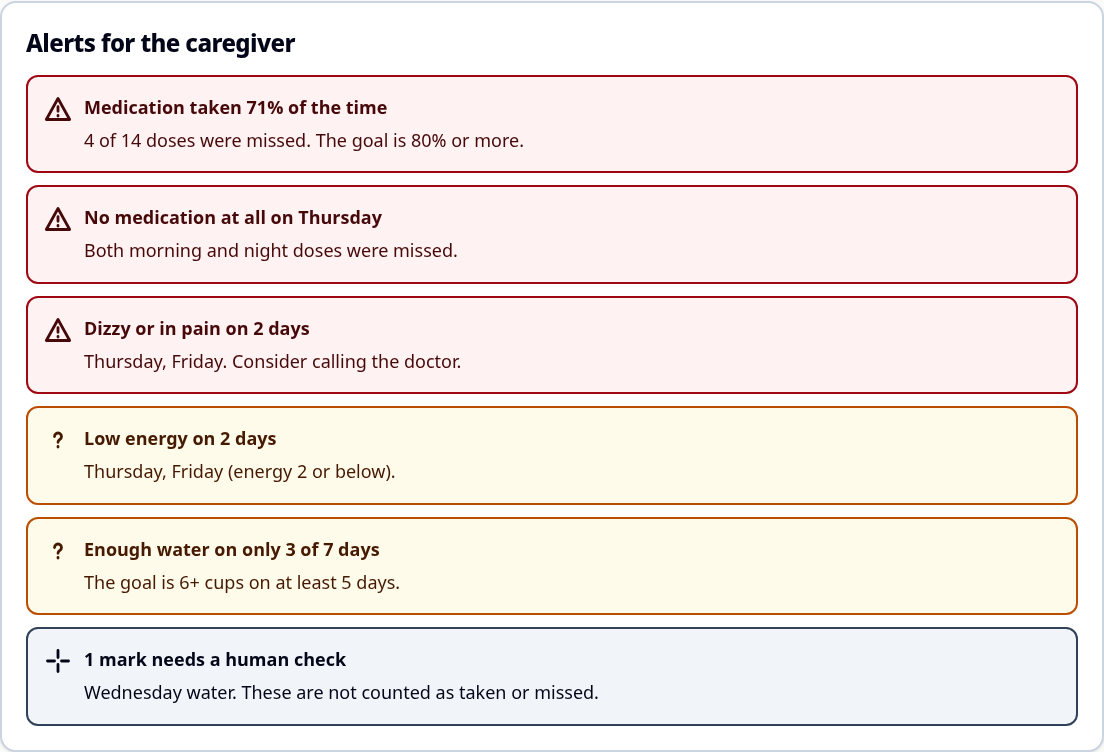 Alerts for the caregiver
Medication taken 71% of the time
4 of 14 doses were missed. The goal is 80% or more.
No medication at all on Thursday
Both morning and night doses were missed.
Dizzy or in pain on 2 days
Thursday, Friday. Consider calling the doctor.
? Low energy on 2 days
Thursday, Friday (energy 2 or below).
? Enough water on only 3 of 7 days
The goal is 6+ cups on at least 5 days.
1 mark needs a human check
Wednesday water. These are not counted as taken or missed.